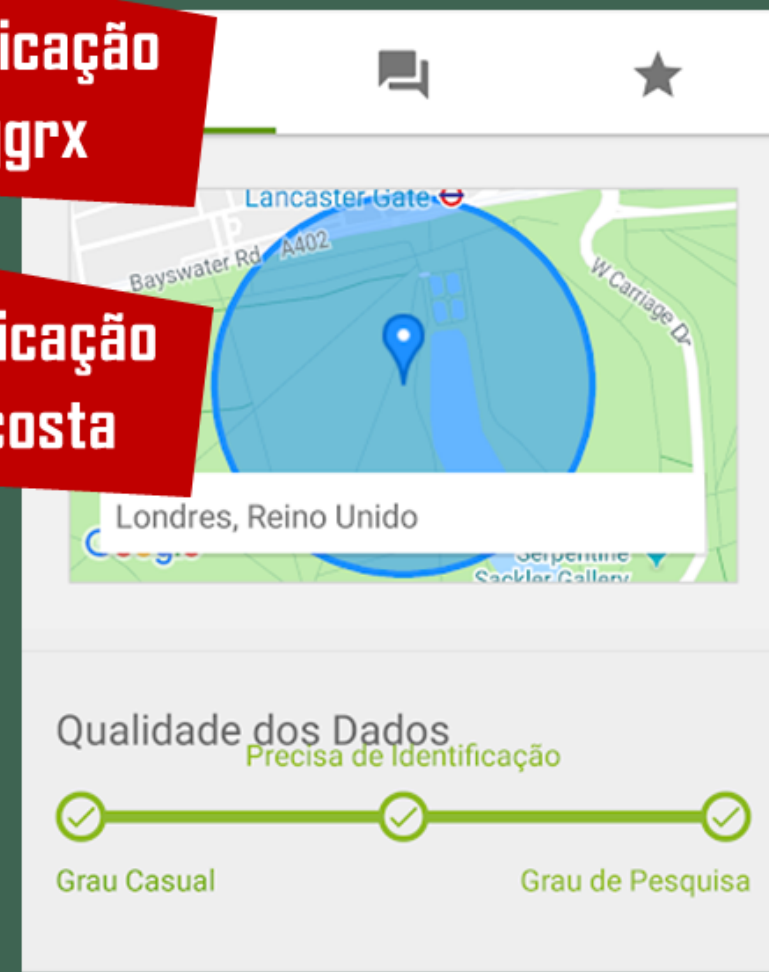 icação
grx
Lancaster Gate
Bayswater Rd A402
W Carriage Dr
icação
costa
Londres, Reino Unido
Serpentine
Sackler Gallery
Qualidade dos Dados
Precisa de Identificação
Grau Casual
Grau de Pesquisa